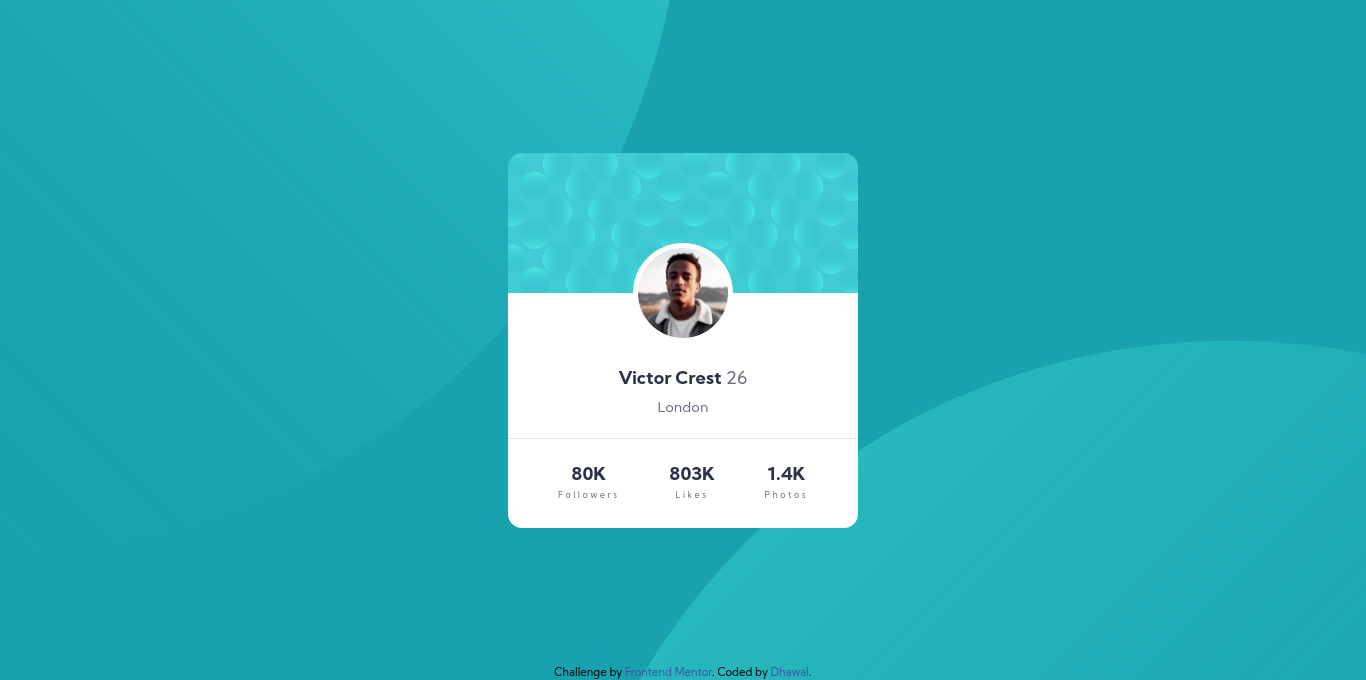 Victor Crest 26
London
80K 803K 1.4K
Followers Likes Photos
Challenge by Frontend Mentor. Coded by Dhawal.